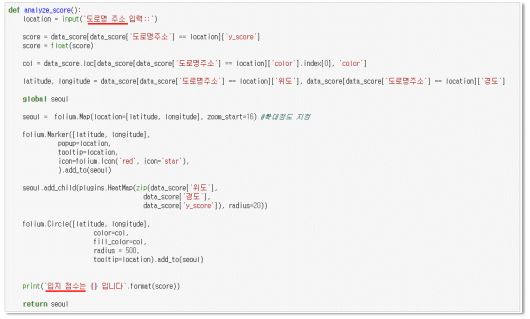 def analyze_score():
location = input('도로명 주소 입력::')
score = data_score[data_score['도로명주소'] == location]['y_score']
score = float(score)
col = data_score.loc[data_score[data_score['도로명주소'] == location]['color'].index[0], 'color']
latitude, longitude = data_score[data_score['도로명주소'] == location]['위도'], data_score[data_score['도로명주소'] == location]['경도']
global seoul
seoul = folium.Map(location=[latitude, longitude], zoom_start=16) #확대정도 지정
folium.Marker([latitude, longitude],
popup=location,
tooltip=location,
icon=folium.Icon('red', icon='star'),
).add_to(seoul)
seoul.add_child(plugins.HeatMap(zip(data_score['위도'],
data_score['경도'],
data_score['y_score']), radius=20))
folium.Circle([latitude, longitude],
color=col,
fill_color=col,
radius = 500,
tooltip=location).add_to(seoul)
print('입지 점수는 {} 입니다'.format(score))
return seoul